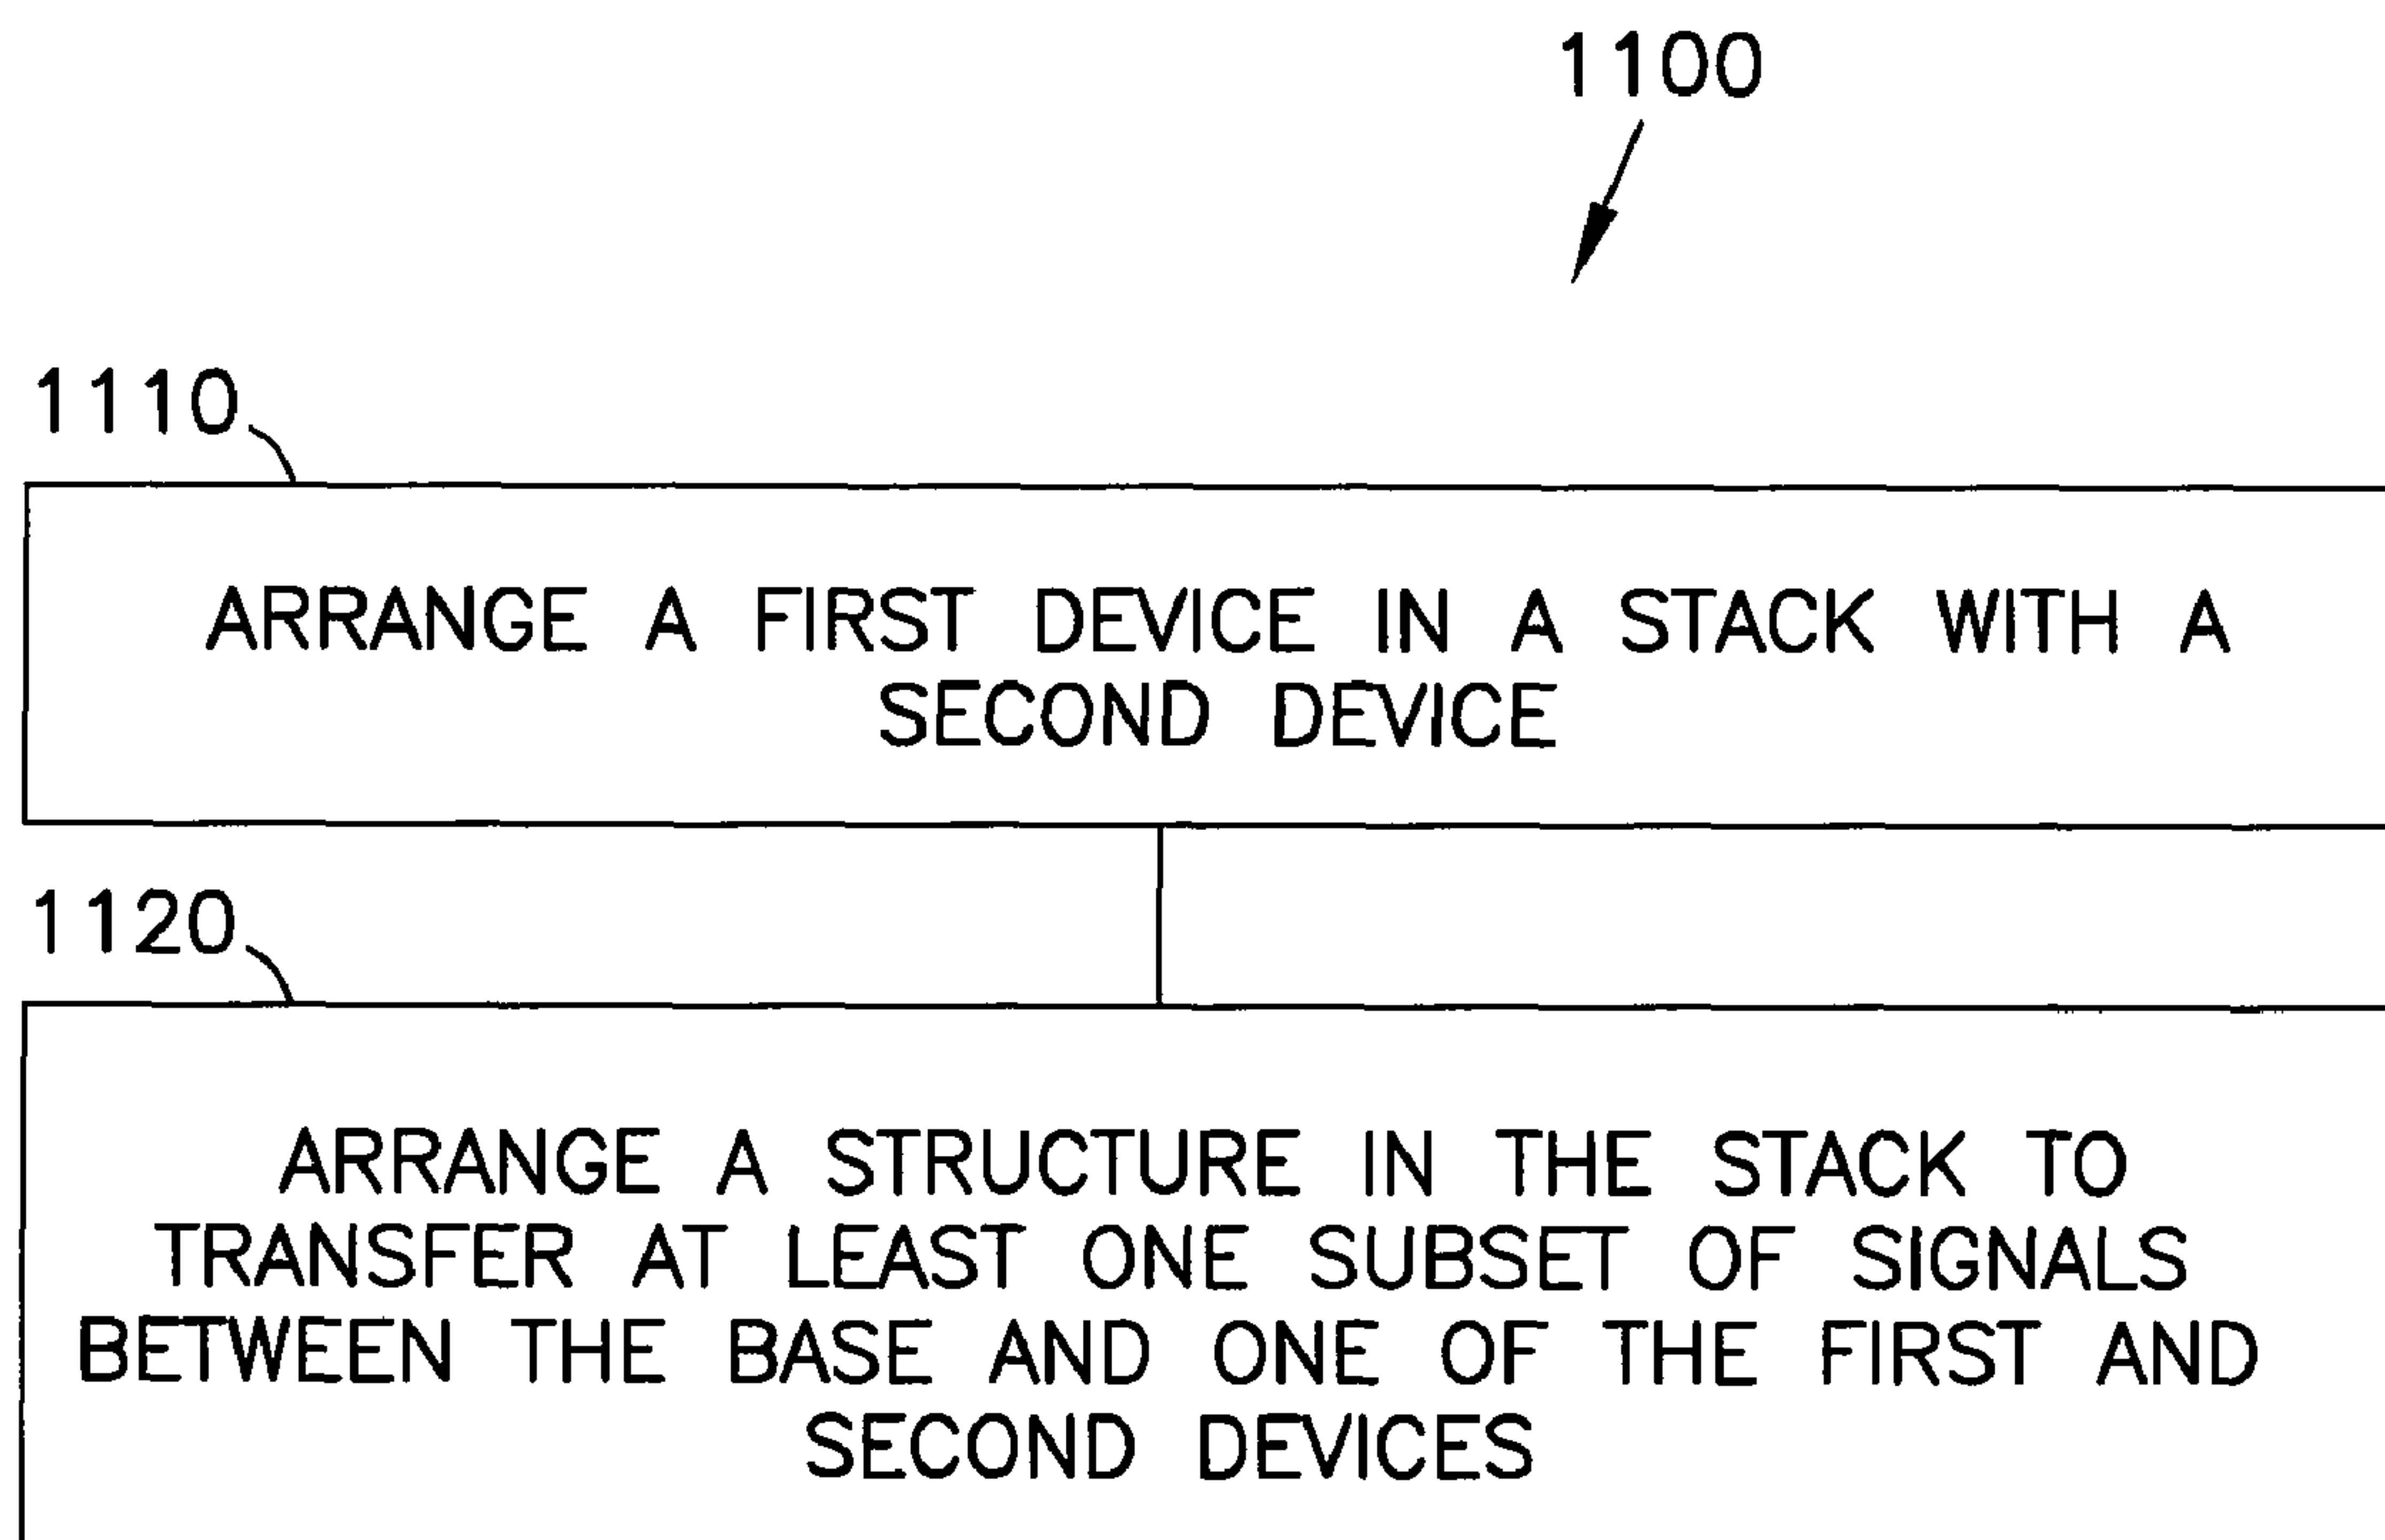 1100
1110
ARRANGE A FIRST DEVICE IN A STACK WITH A
SECOND DEVICE
1120
ARRANGE A STRUCTURE IN THE STACK TO
TRANSFER AT LEAST ONE SUBSET OF SIGNALS
BETWEEN THE BASE AND ONE OF THE FIRST AND
SECOND DEVICES